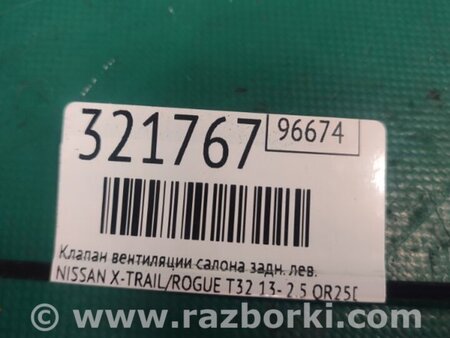 321767
96674
Клапан вентиляции салона задн. лев.
NISSAN X-TRAIL/ROGUE T32 13- 2.5 QR25
www.razborki.com